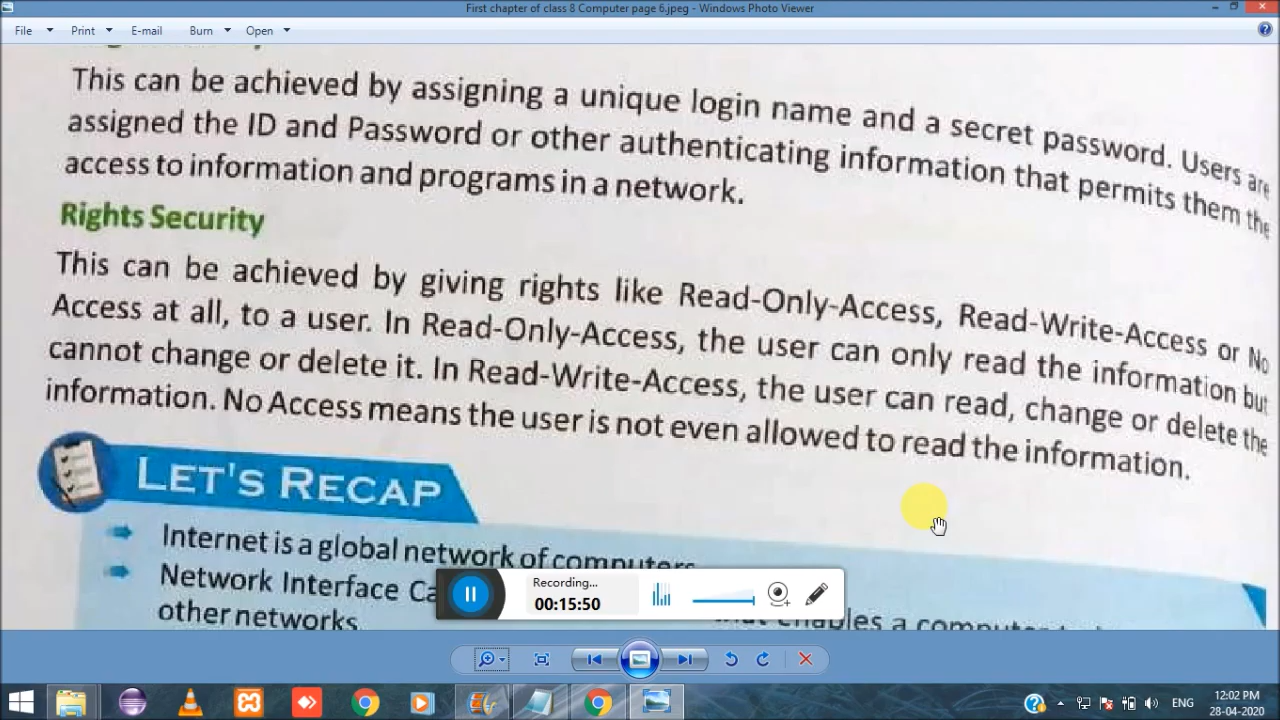 First chapter of class 8 Computer page 6.jpeg - Windows Photo Viewer
File Print E-mail Burn Open
This can be achieved by assigning a unique login name and a secret password. Users are
assigned the ID and Password or other authenticating information that permits them the
access to information and programs in a network.
Rights Security
This can be achieved by giving rights like Read-Only-Access, Read-Write-Access or No
Access at all, to a user. In Read-Only-Access, the user can only read the information but
cannot change or delete it. In Read-Write-Access, the user can read, change or delete the
information. No Access means the user is not even allowed to read the information.
LET'S RECAP
Internet is a global network of computers
Network Interface
other networks.
enables a computer
Recording...
00:15:50
ENG
12:02 PM
28-04-2020